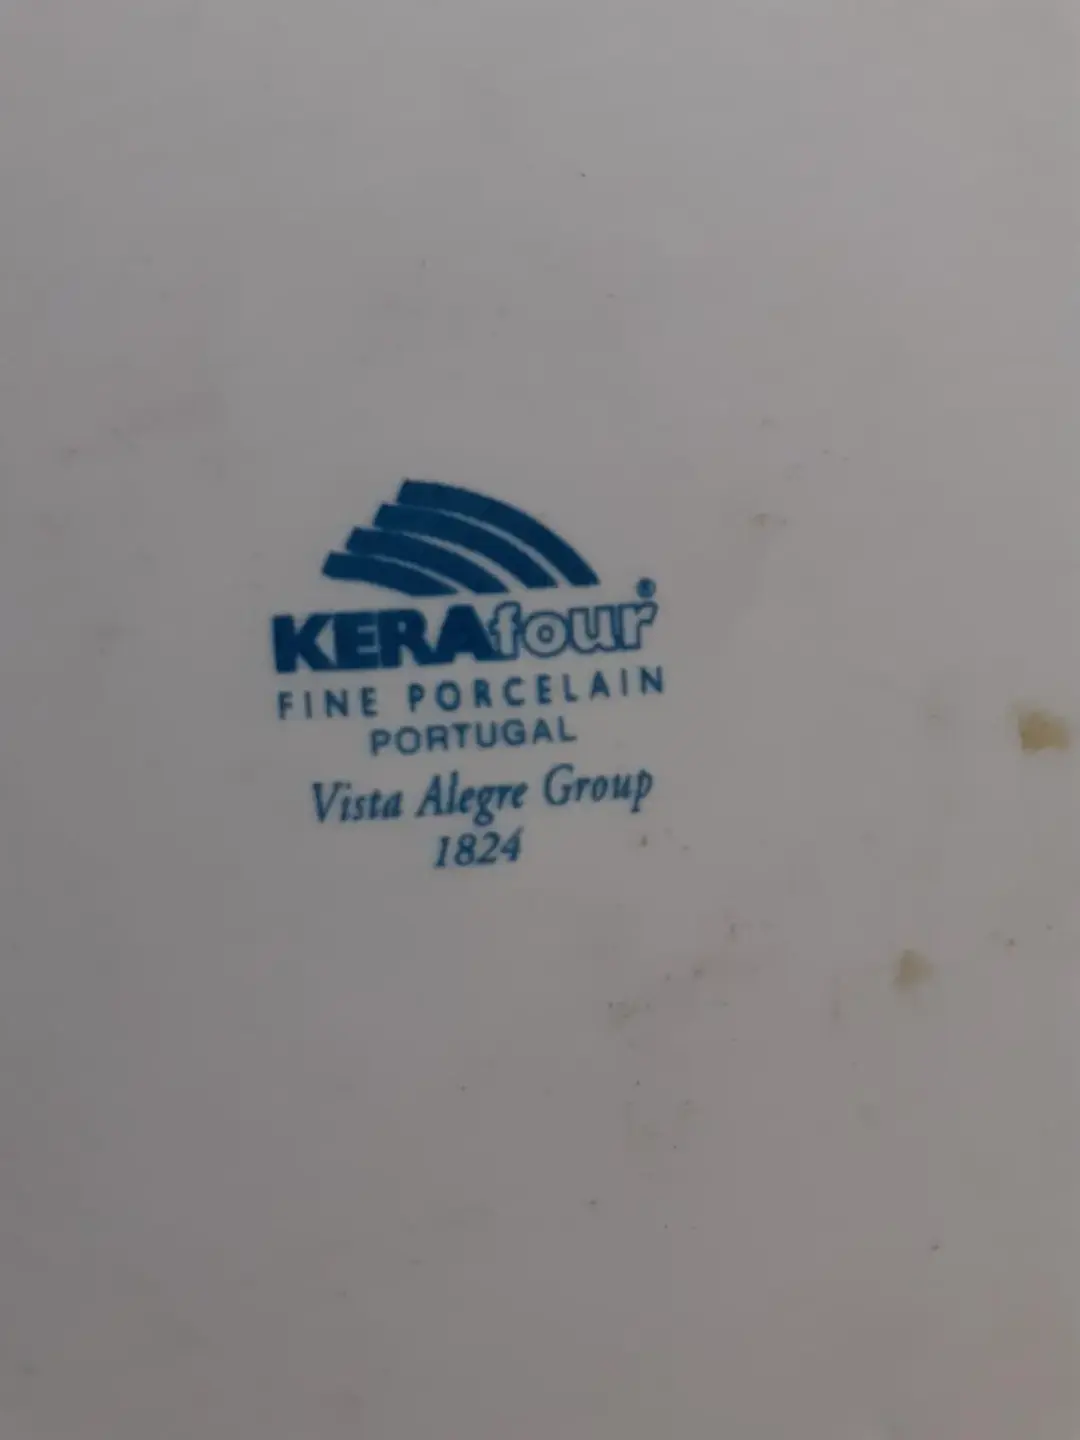 KERAfour®
FINE PORCELAIN
PORTUGAL
Vista Alegre Group
1824